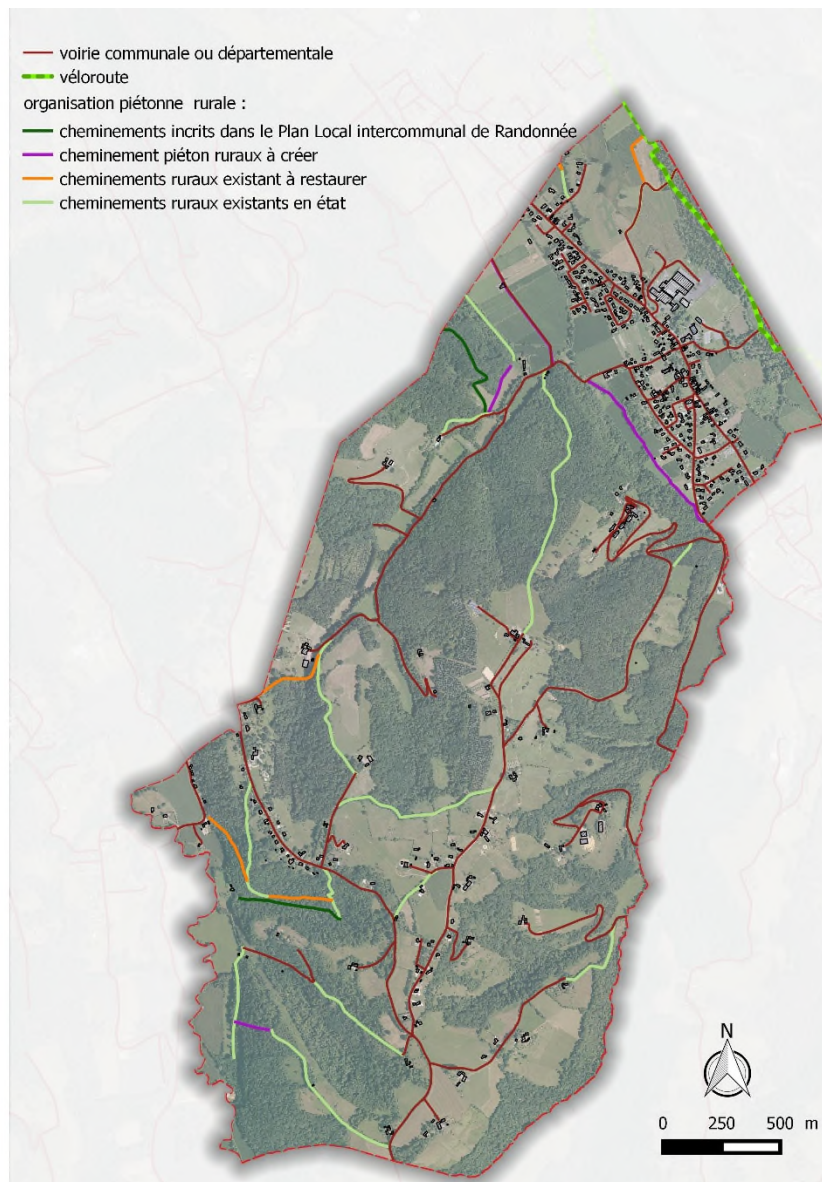 voirie communale ou départementale
véloroute
organisation piétonne rurale :
cheminements incrits dans le Plan Local intercommunal de Randonnée
cheminement piéton ruraux à créer
cheminements ruraux existant à restaurer
cheminements ruraux existants en état
N
0 250 500 m